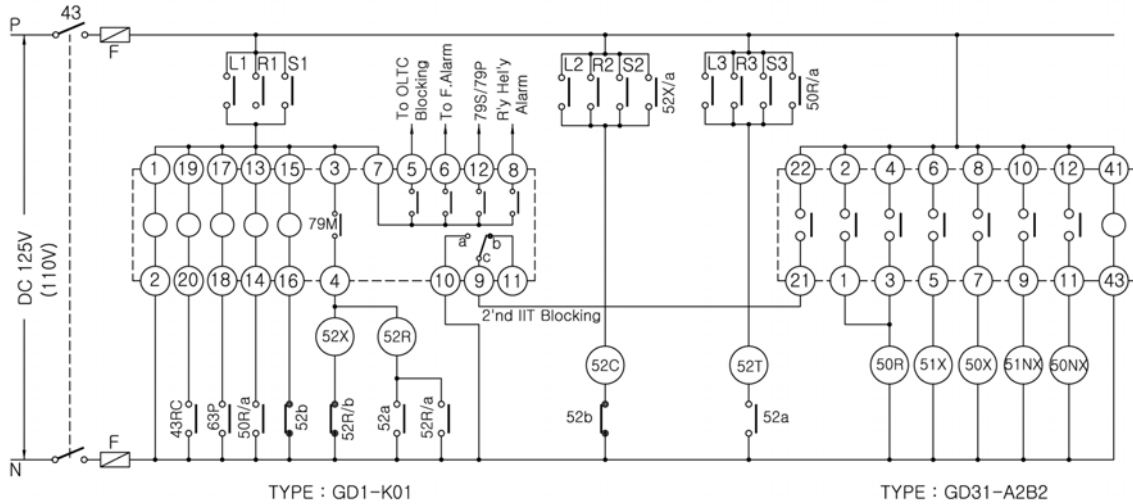 43
P
F
L1 R1 S1
To OLTC Blocking
To F.Alarm
79S/79P
R'y Hel'y Alarm
L2 R2 S2
52X/a
L3 R3 S3
50R/a
DC 125V
(110V)
1 19 17 13 15 3 7 5 6 12 8
22 2 4 6 8 10 12 41
79M
a b
c
2 20 18 14 16 4 10 9 11
21 1 3 5 7 9 11 43
2'nd IIT Blocking
52X 52R
52C
52T
50R 51X 50X 51NX 50NX
43RC
63P
50R/a
52b
52R/b
52a
52R/a
52b
52a
F
N
TYPE : GD1-K01
TYPE : GD31-A2B2